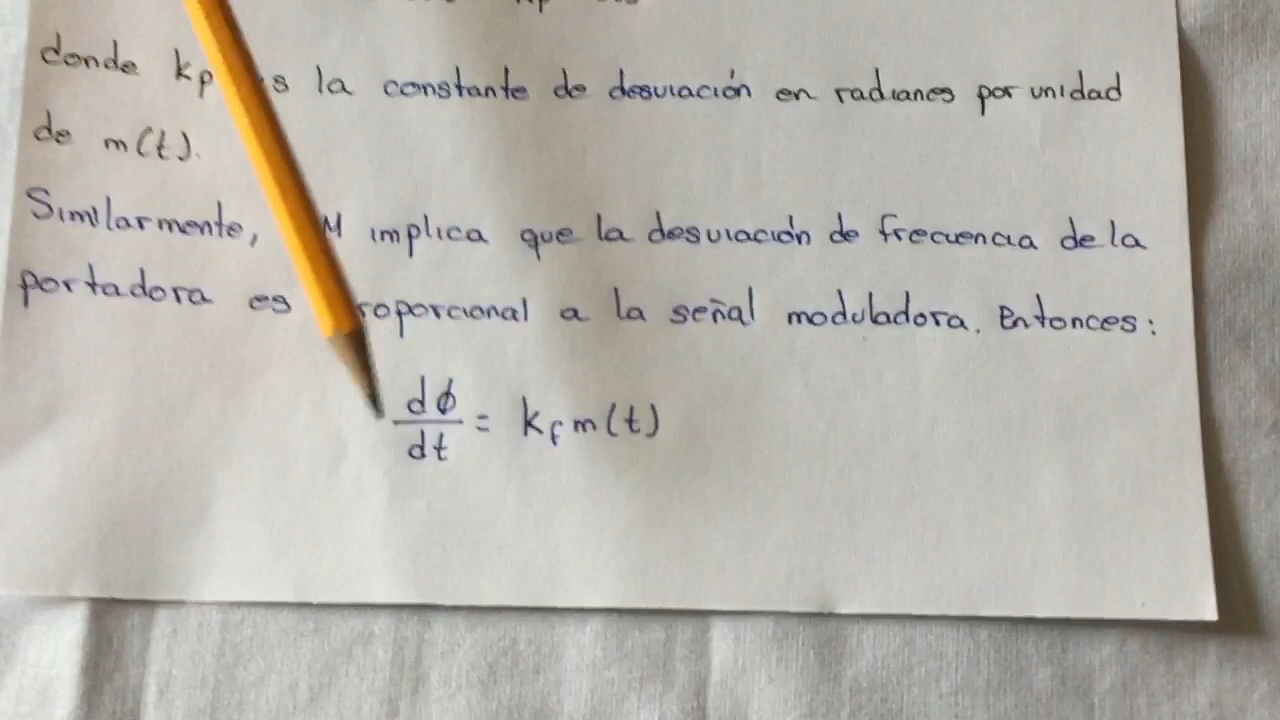 donde kp s la constante de desviación en radianes por unidad
de m(t).
Similarmente, M implica que la desviación de frecuencia de la
portadora es roporcional a la señal moduladora. Entonces:
dϕ/dt = kf m(t)